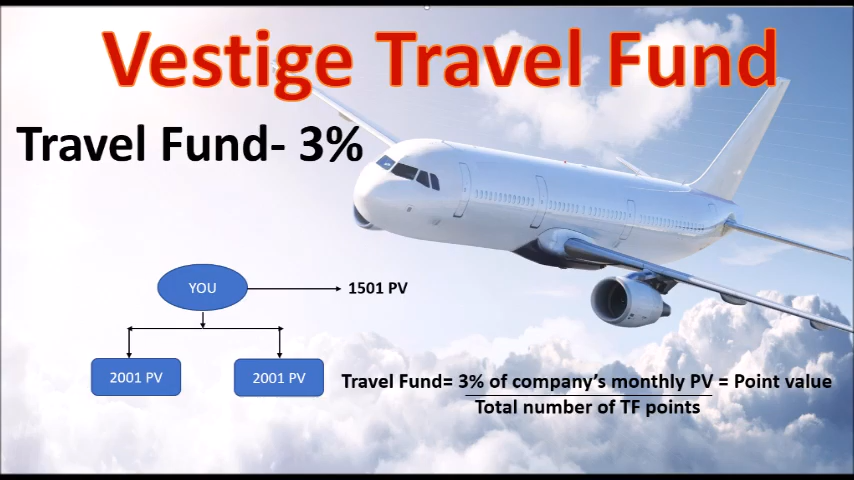 Vestige Travel Fund
Travel Fund- 3%
YOU
1501 PV
2001 PV
2001 PV
Travel Fund= 3% of company's monthly PV = Point value
Total number of TF points